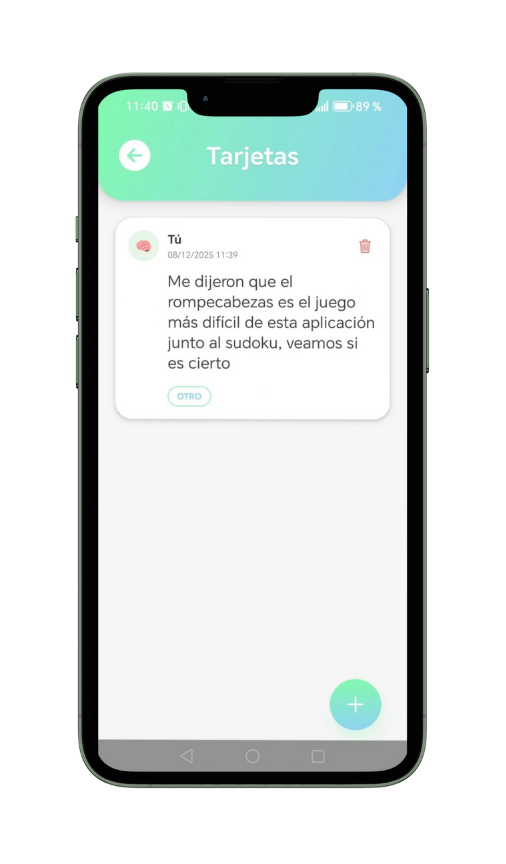 11:40 89 %
Tarjetas
Tú
08/12/2025 11:39
Me dijeron que el
rompecabezas es el juego
más difícil de esta aplicación
junto al sudoku, veamos si
es cierto
OTRO